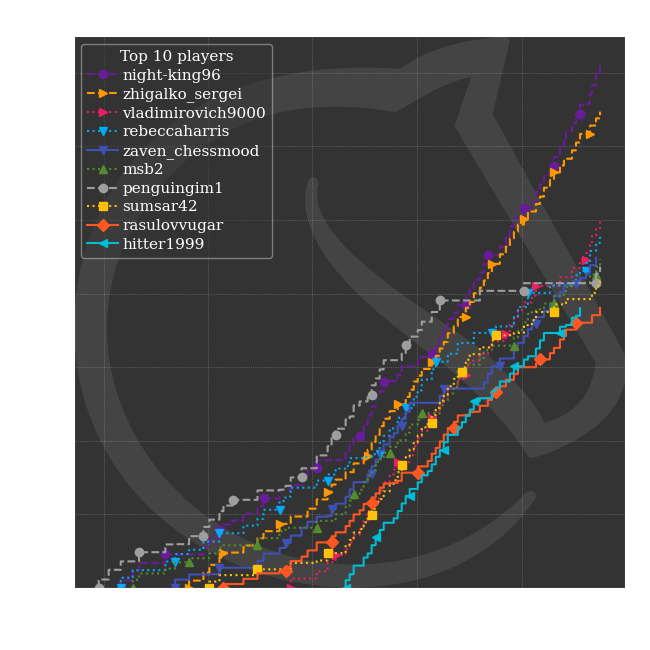 Top 10 players
night-king96
zhigalko_sergei
vladimirovich9000
rebeccaharris
zaven_chessmood
msb2
penguingim1
sumsar42
rasulovvugar
hitter1999